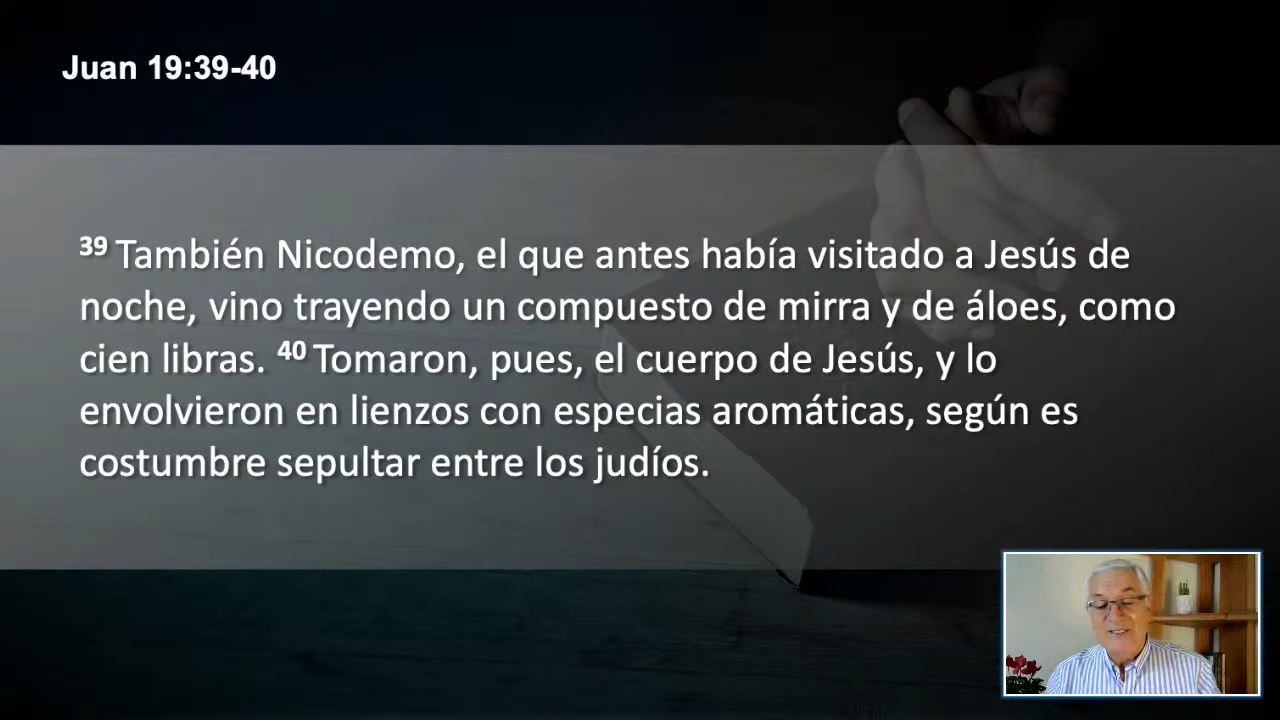 Juan 19:39-40
39 También Nicodemo, el que antes había visitado a Jesús de
noche, vino trayendo un compuesto de mirra y de áloes, como
cien libras. 40 Tomaron, pues, el cuerpo de Jesús, y lo
envolvieron en lienzos con especias aromáticas, según es
costumbre sepultar entre los judíos.